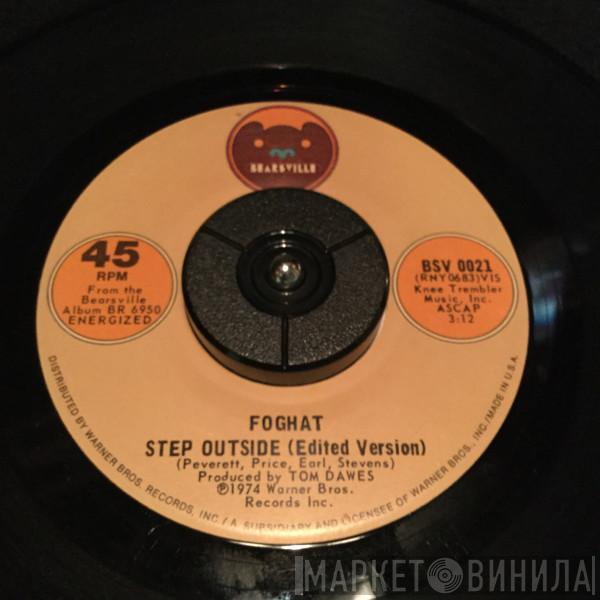 BEARSVILLE
45
RPM
From the
Bearsville
Album BR 6950
ENERGIZED
BSV 0021
(RNY0683)VIS
Knee Trembler
Music, Inc.
ASCAP
3:12
FOGHAT
STEP OUTSIDE (Edited Version)
(Peverett, Price, Earl, Stevens)
Produced by TOM DAWES
℗1974 Warner Bros.
Records Inc.
DISTRIBUTED BY WARNER BROS. RECORDS, INC./A SUBSIDIARY AND LICENSEE OF WARNER BROS., INC./MADE IN U.S.A.
МАРКЕТ ВИНИЛА